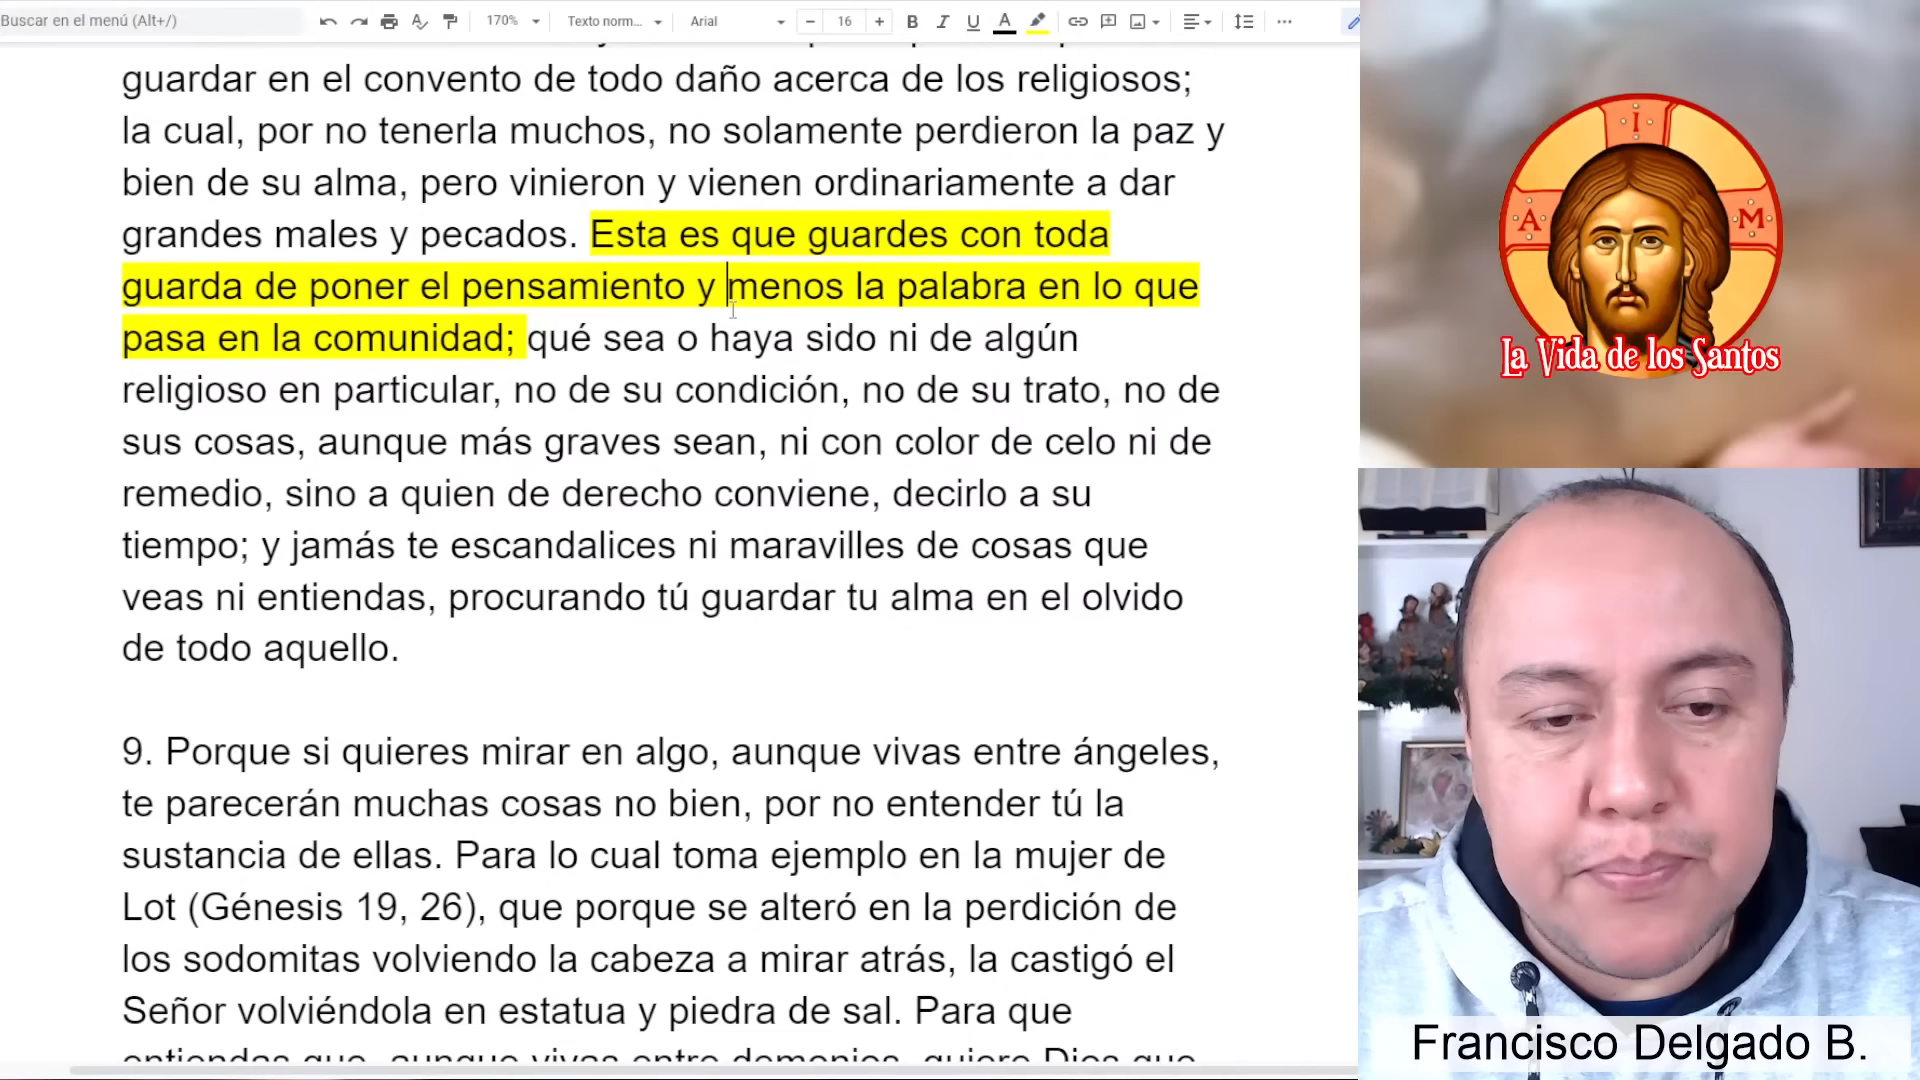 Buscar en el menú (Alt+/)
170%
Texto norm...
Arial
16
B
I
U
A
guardar en el convento de todo daño acerca de los religiosos;
la cual, por no tenerla muchos, no solamente perdieron la paz y
bien de su alma, pero vinieron y vienen ordinariamente a dar
grandes males y pecados. Esta es que guardes con toda
guarda de poner el pensamiento y menos la palabra en lo que
pasa en la comunidad; qué sea o haya sido ni de algún
religioso en particular, no de su condición, no de su trato, no de
sus cosas, aunque más graves sean, ni con color de celo ni de
remedio, sino a quien de derecho conviene, decirlo a su
tiempo; y jamás te escandalices ni maravilles de cosas que
veas ni entiendas, procurando tú guardar tu alma en el olvido
de todo aquello.
9. Porque si quieres mirar en algo, aunque vivas entre ángeles,
te parecerán muchas cosas no bien, por no entender tú la
sustancia de ellas. Para lo cual toma ejemplo en la mujer de
Lot (Génesis 19, 26), que porque se alteró en la perdición de
los sodomitas volviendo la cabeza a mirar atrás, la castigó el
Señor volviéndola en estatua y piedra de sal. Para que
entiendas que, aunque vivas entre demonios, quiere Dios que
I
A
M
La Vida de los Santos
Francisco Delgado B.